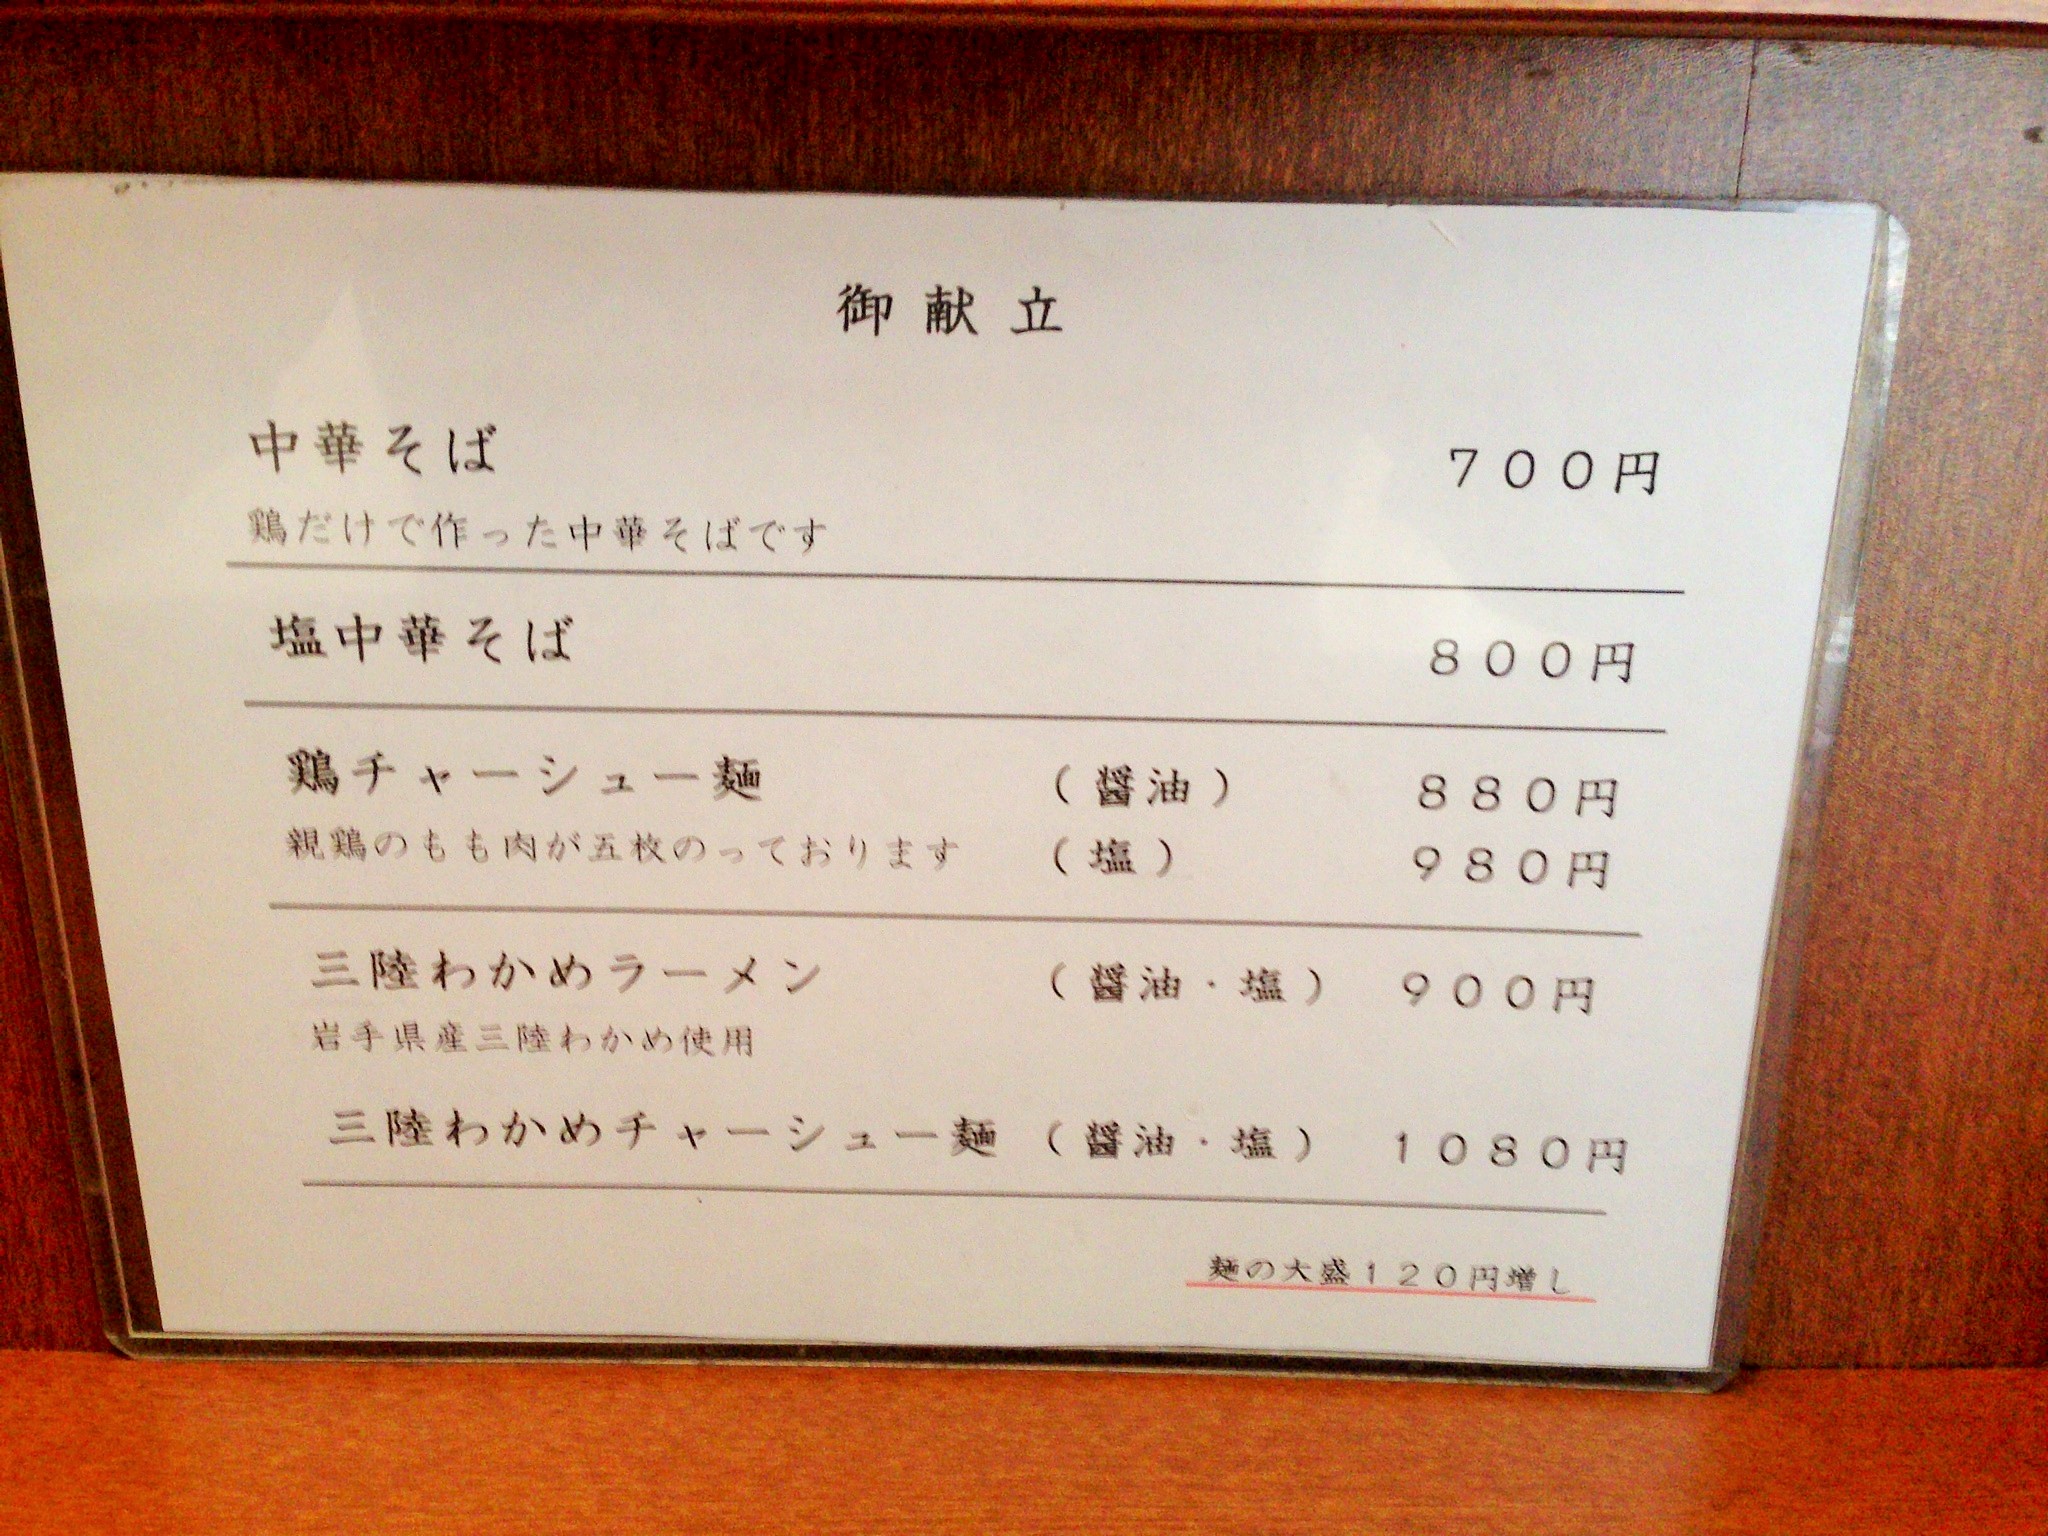 御献立
中華そば 700円
鶏だけで作った中華そばです
塩中華そば 800円
鶏チャーシュー麺 (醤油) 880円
親鶏のもも肉が五枚のっております (塩) 980円
三陸わかめラーメン (醤油・塩) 900円
岩手県産三陸わかめ使用
三陸わかめチャーシュー麺 (醤油・塩) 1080円
麺の大盛120円増し